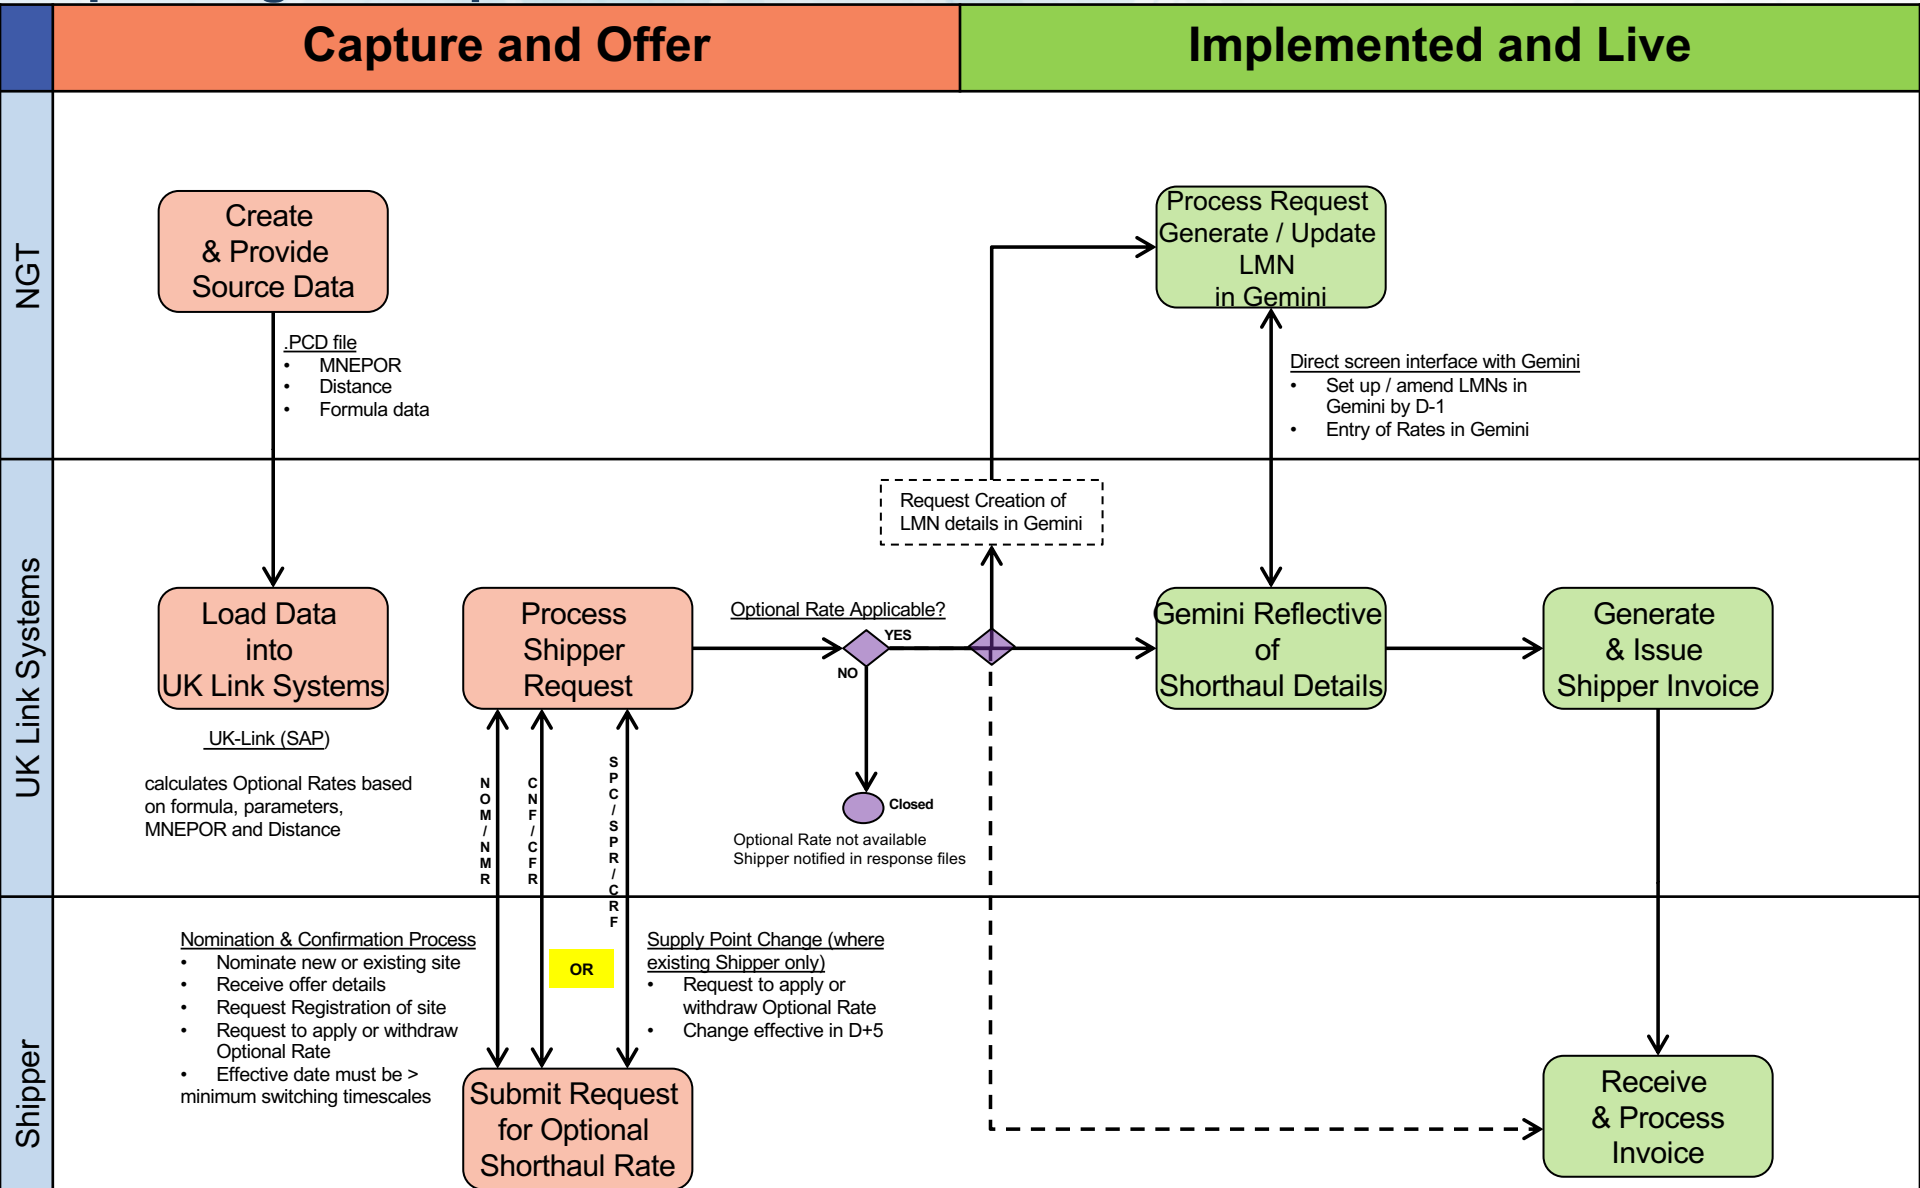 Capture and Offer
Implemented and Live
NGT
Create
& Provide
Source Data
.PCD file
• MNEPOR
• Distance
• Formula data
Process Request
Generate / Update
LMN
in Gemini
Direct screen interface with Gemini
• Set up / amend LMNs in
Gemini by D-1
• Entry of Rates in Gemini
UK Link Systems
Request Creation of
LMN details in Gemini
Load Data
into
UK Link Systems
UK-Link (SAP)
calculates Optional Rates based
on formula, parameters,
MNEPOR and Distance
Process
Shipper
Request
Optional Rate Applicable?
YES
NO
Closed
Optional Rate not available
Shipper notified in response files
Gemini Reflective
of
Shorthaul Details
Generate
& Issue
Shipper Invoice
NOM/NMR
CNF/CFR
SPC/SPR/CRF
Shipper
Nomination & Confirmation Process
• Nominate new or existing site
• Receive offer details
• Request Registration of site
• Request to apply or withdraw
Optional Rate
• Effective date must be >
minimum switching timescales
OR
Supply Point Change (where
existing Shipper only)
• Request to apply or
withdraw Optional Rate
• Change effective in D+5
Submit Request
for Optional
Shorthaul Rate
Receive
& Process
Invoice